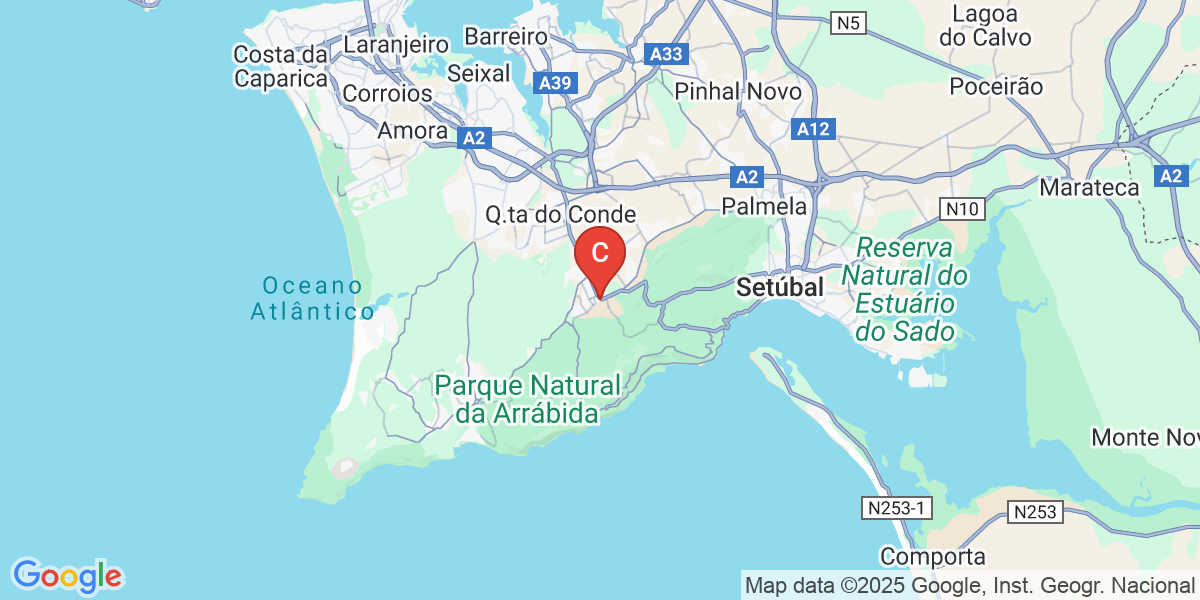 N5
Lagoa
do Calvo
Barreiro
Laranjeiro
Costa da
Caparica
A33
Seixal
A39
Pinhal Novo
Poceirão
Corroios
Amora
A2
A12
A2
A2
Marateca
Palmela
N10
Q.ta do Conde
C
Reserva
Natural do
Estuário
do Sado
Setúbal
Oceano
Atlântico
Parque Natural
da Arrábida
Monte Nov
N253-1
N253
Comporta
Google
Map data ©2025 Google, Inst. Geogr. Nacional